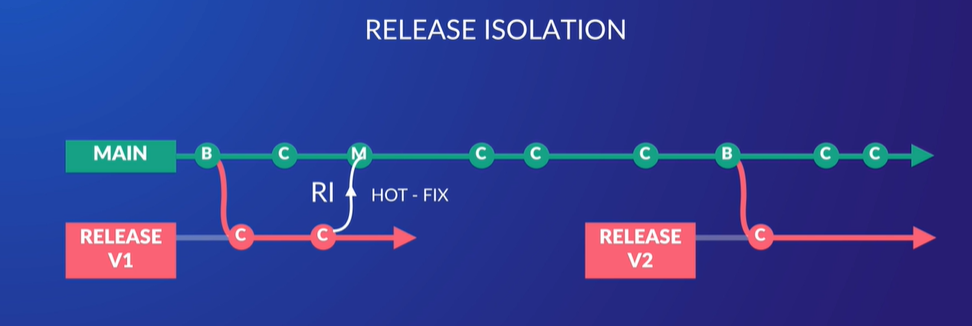 RELEASE ISOLATION
MAIN
B
C
M
C
C
C
B
C
C
RI
HOT - FIX
RELEASE
V1
C
C
RELEASE
V2
C